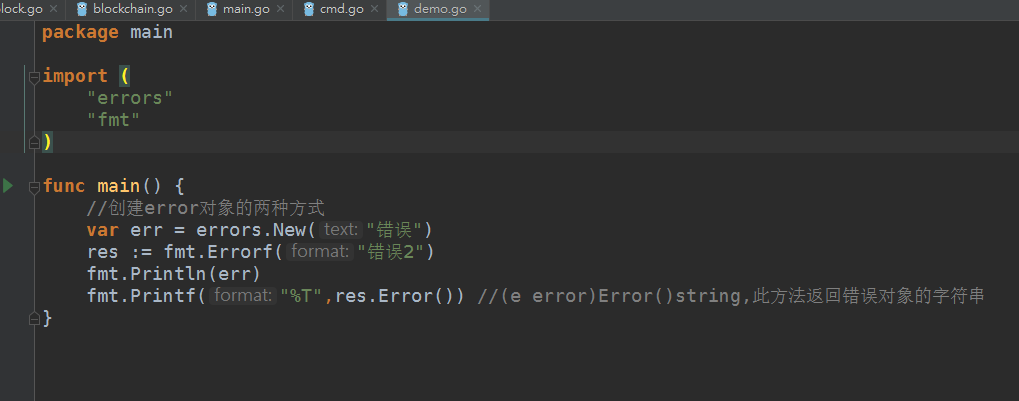 lock.go blockchain.go main.go cmd.go demo.go
package main
import (
"errors"
"fmt"
)
func main() {
//创建error对象的两种方式
var err = errors.New( text: "错误")
res := fmt.Errorf( format: "错误2")
fmt.Println(err)
fmt.Printf( format: "%T",res.Error()) //(e error)Error()string,此方法返回错误对象的字符串
}